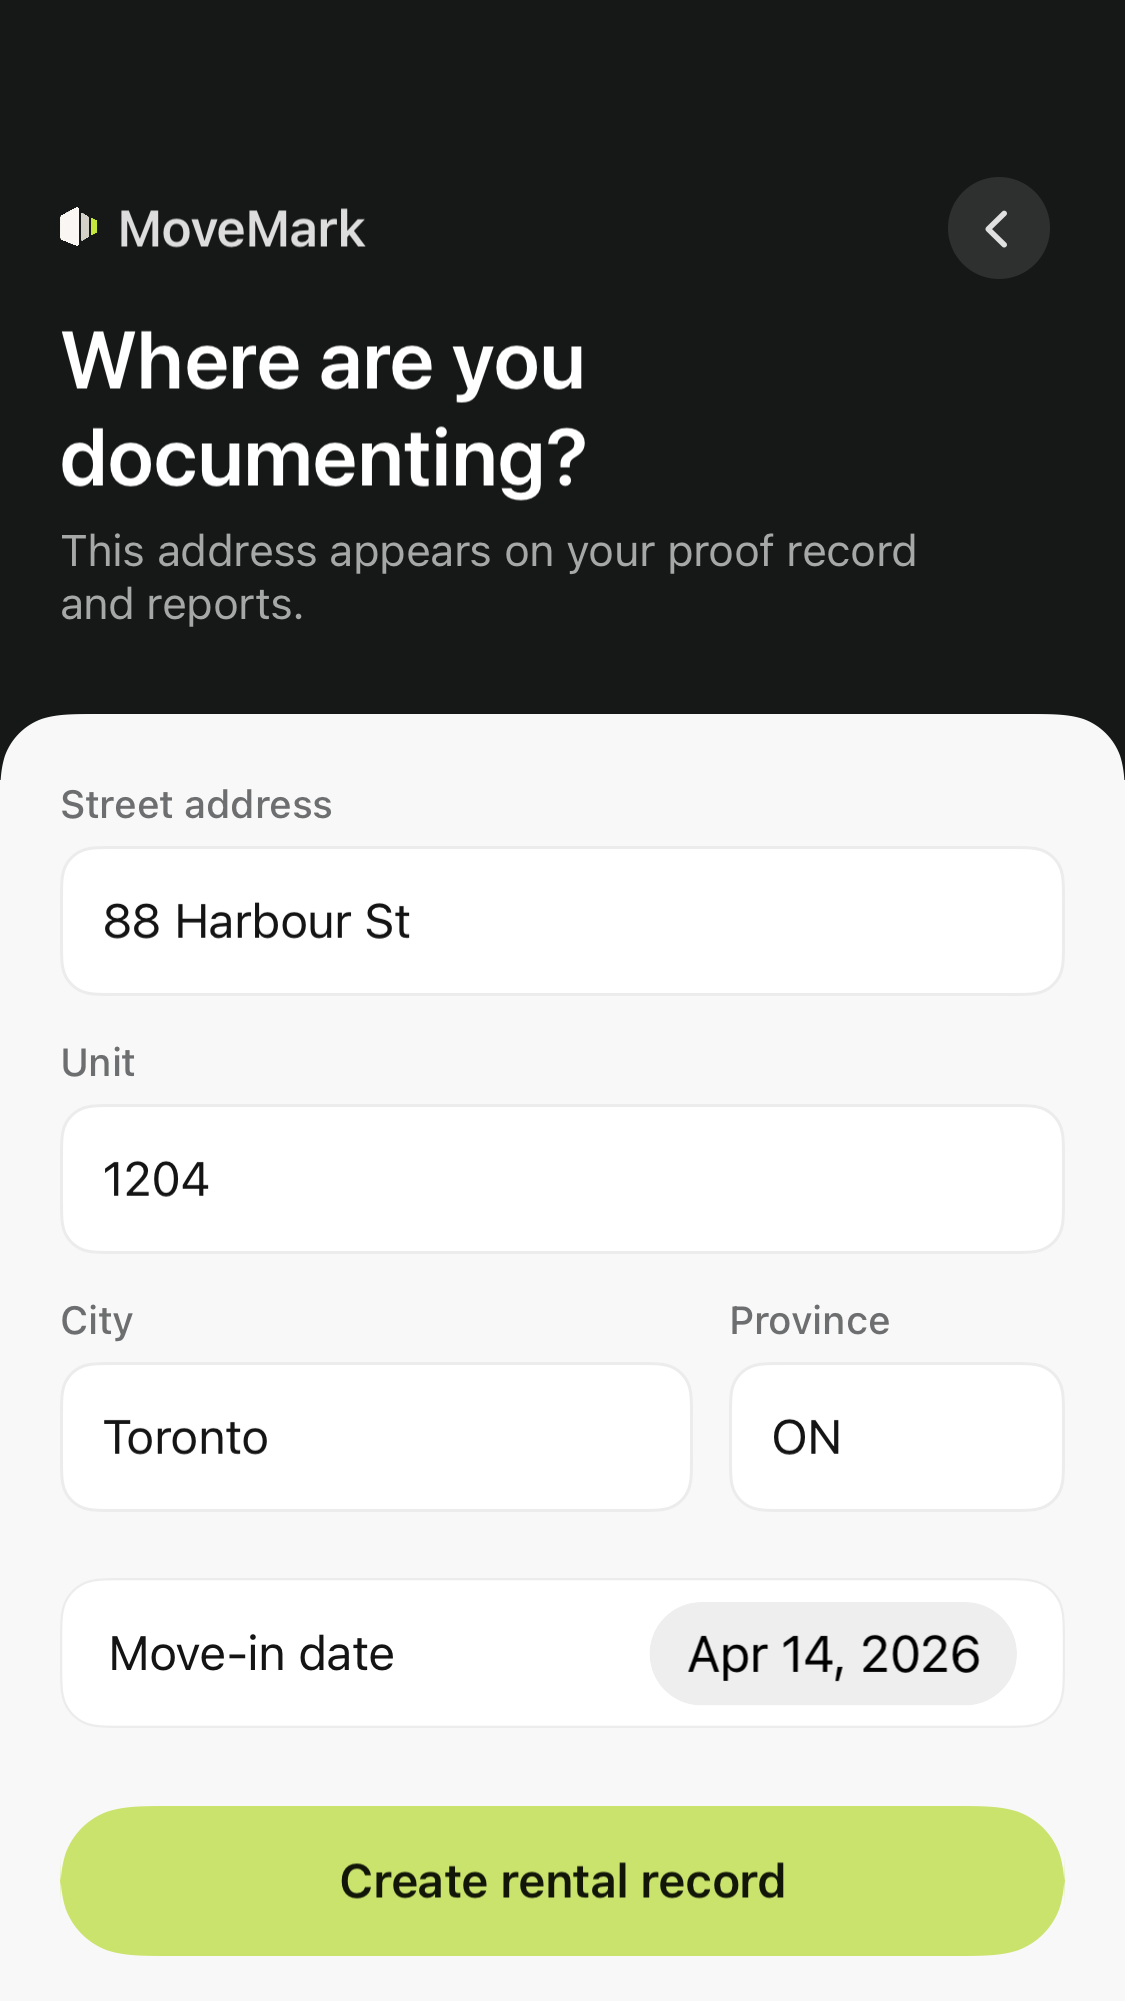 MoveMark
Where are you
documenting?
This address appears on your proof record
and reports.
Street address
88 Harbour St
Unit
1204
City
Province
Toronto
ON
Move-in date
Apr 14, 2026
Create rental record